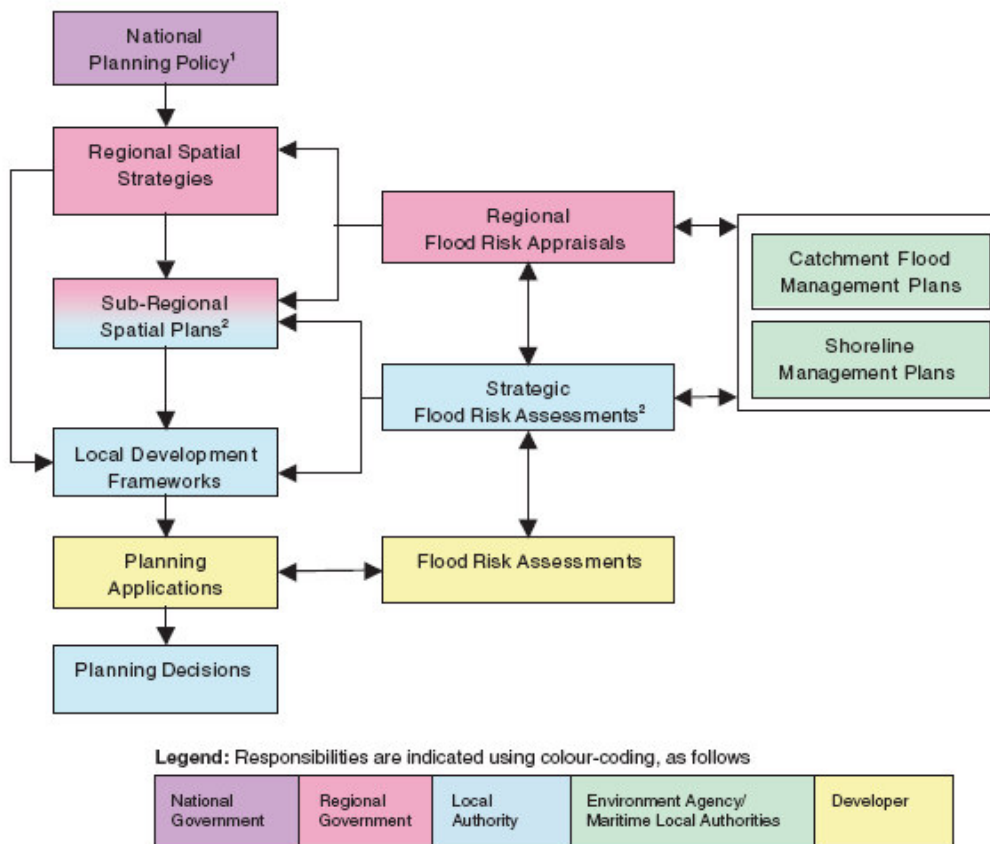 National
Planning Policy¹
Regional Spatial
Strategies
Regional
Flood Risk Appraisals
Catchment Flood
Management Plans
Sub-Regional
Spatial Plans²
Shoreline
Management Plans
Strategic
Flood Risk Assessments²
Local Development
Frameworks
Planning
Applications
Flood Risk Assessments
Planning Decisions
Legend: Responsibilities are indicated using colour-coding, as follows
National
Government
Regional
Government
Local
Authority
Environment Agency/
Maritime Local Authorities
Developer